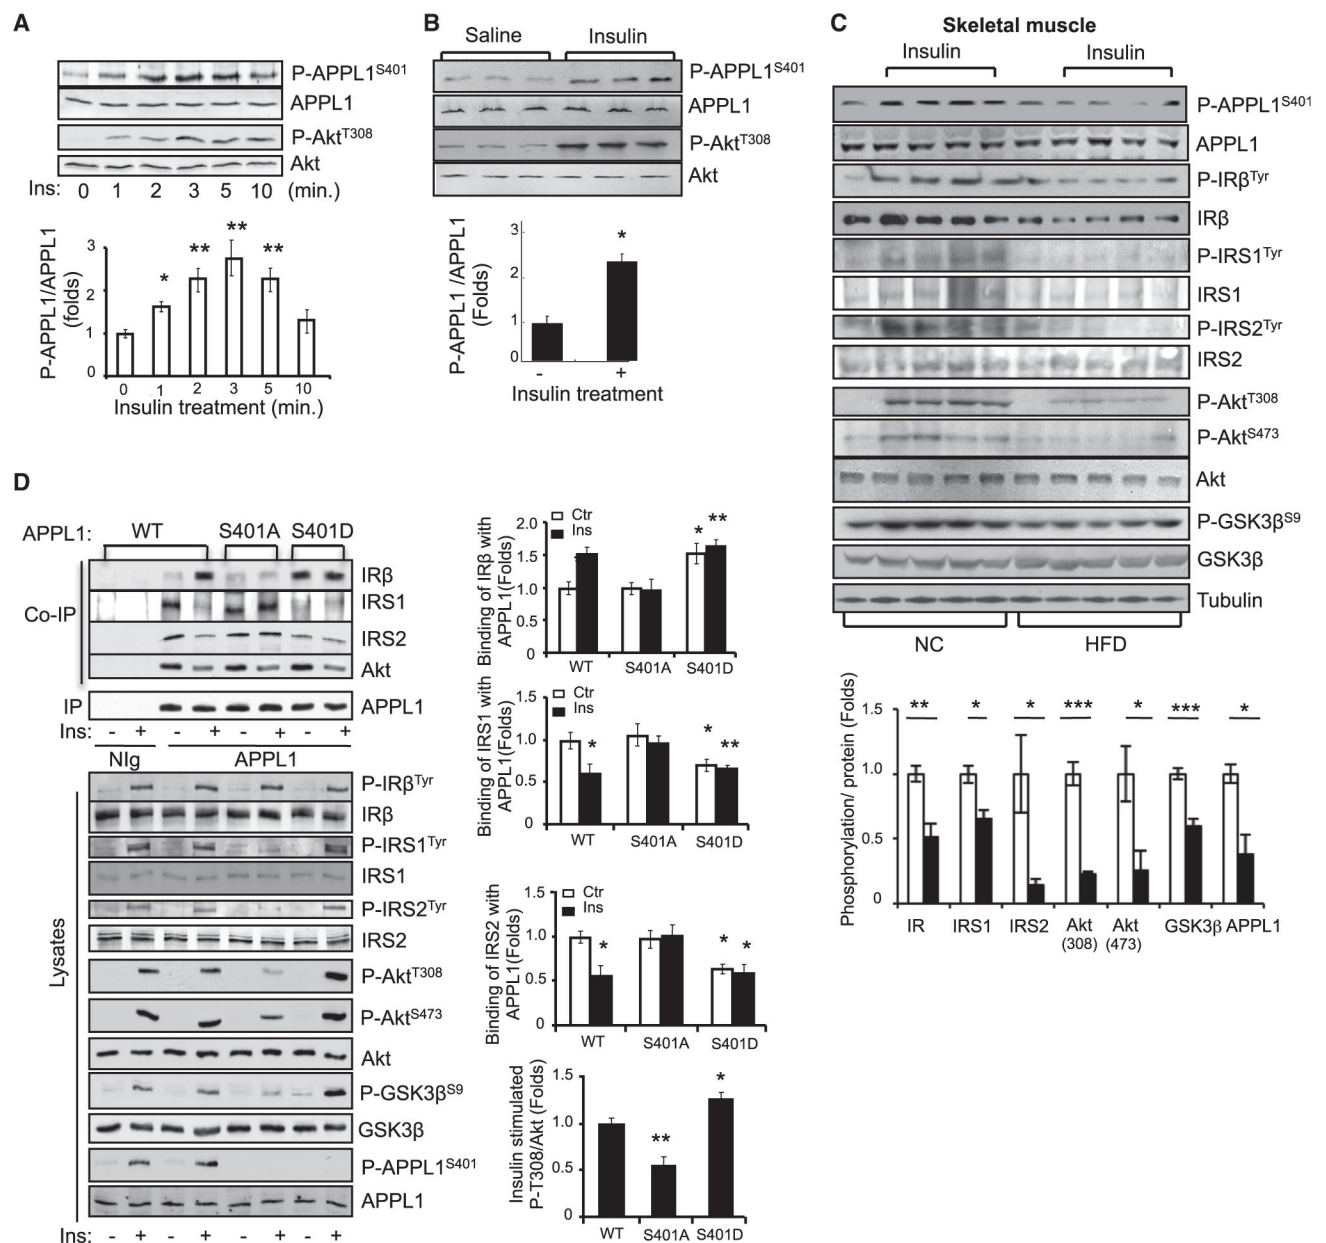 A
P-APPL1S401
APPL1
P-AktT308
Akt
Ins: 0 1 2 3 5 10 (min.)
P-APPL1/APPL1
(folds)
3
2
1
0
*
**
**
**
0 1 2 3 5 10
Insulin treatment (min.)
B
Saline Insulin
P-APPL1S401
APPL1
P-AktT308
Akt
P-APPL1 /APPL1
(Folds)
3
2
1
0
*
- +
Insulin treatment
C
Skeletal muscle
Insulin Insulin
P-APPL1S401
APPL1
P-IRβTyr
IRβ
P-IRS1Tyr
IRS1
P-IRS2Tyr
IRS2
P-AktT308
P-AktS473
Akt
P-GSK3βS9
GSK3β
Tubulin
NC HFD
Phosphorylation/ protein (Folds)
1.5
1.0
0.5
0
** * * *** * *** *
IR IRS1 IRS2 Akt Akt GSK3β APPL1
(308) (473)
D
APPL1: WT S401A S401D
Co-IP
IRβ
IRS1
IRS2
Akt
IP APPL1
Ins: - + - + - + - +
NIg APPL1
Lysates
P-IRβTyr
IRβ
P-IRS1Tyr
IRS1
P-IRS2Tyr
IRS2
P-AktT308
P-AktS473
Akt
P-GSK3βS9
GSK3β
P-APPL1S401
APPL1
Ins: - + - + - + - +
Binding of IRβ with
APPL1(Folds)
2.0
1.5
1.0
0.5
0
Ctr
Ins
* **
WT S401A S401D
Binding of IRS1 with
APPL1(Folds)
1.5
1.0
0.5
0
Ctr
Ins
* * **
WT S401A S401D
Binding of IRS2 with
APPL1(Folds)
1.5
1.0
0.5
0
Ctr
Ins
* * *
WT S401A S401D
Insulin stimulated
P-T308/Akt (Folds)
1.5
1.0
0.5
0
** *
WT S401A S401D